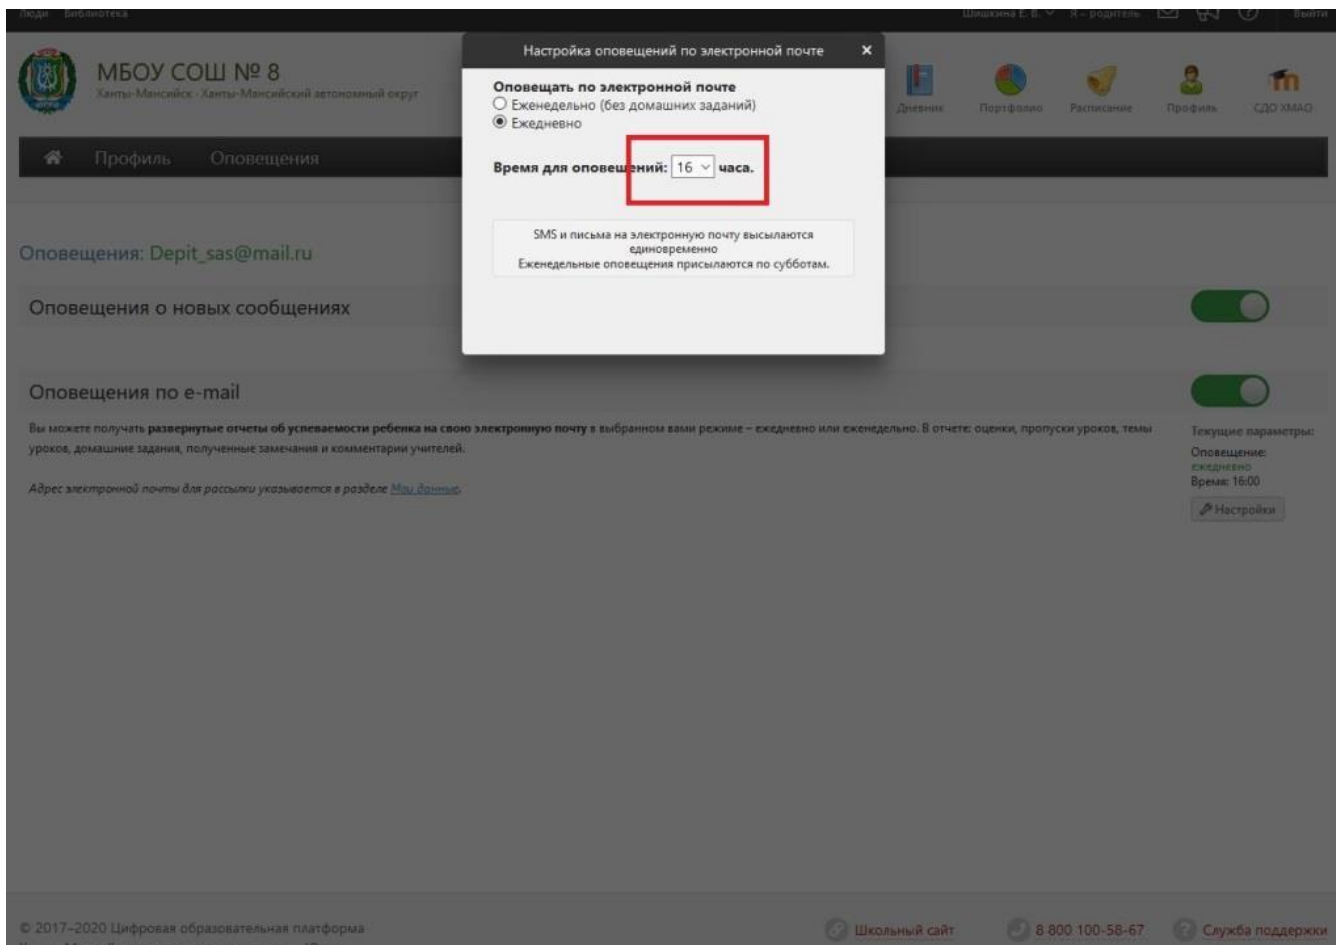 Люди Библиотека Шишкина Е. В. Я – родитель Выйти
Настройка оповещений по электронной почте ×
МБОУ СОШ № 8
Ханты-Мансийск - Ханты-Мансийский автономный округ
Оповещать по электронной почте
Еженедельно (без домашних заданий)
Ежедневно
Дневник Портфолио Расписание Профиль СДО ХМАО
Профиль Оповещения
Время для оповещений: 16 часа.
SMS и письма на электронную почту высылаются
единовременно
Еженедельные оповещения присылаются по субботам.
Оповещения: Depit_sas@mail.ru
Оповещения о новых сообщениях
Оповещения по e-mail
Вы можете получать развернутые отчеты об успеваемости ребенка на свою электронную почту в выбранном вами режиме – ежедневно или еженедельно. В отчете: оценки, пропуски уроков, темы
уроков, домашние задания, полученные замечания и комментарии учителей.
Адрес электронной почты для рассылки указывается в разделе Мои данные.
Текущие параметры:
Оповещение:
ежедневно
Время: 16:00
Настройки
© 2017–2020 Цифровая образовательная платформа
Школьный сайт 8 800 100-58-67 Служба поддержки